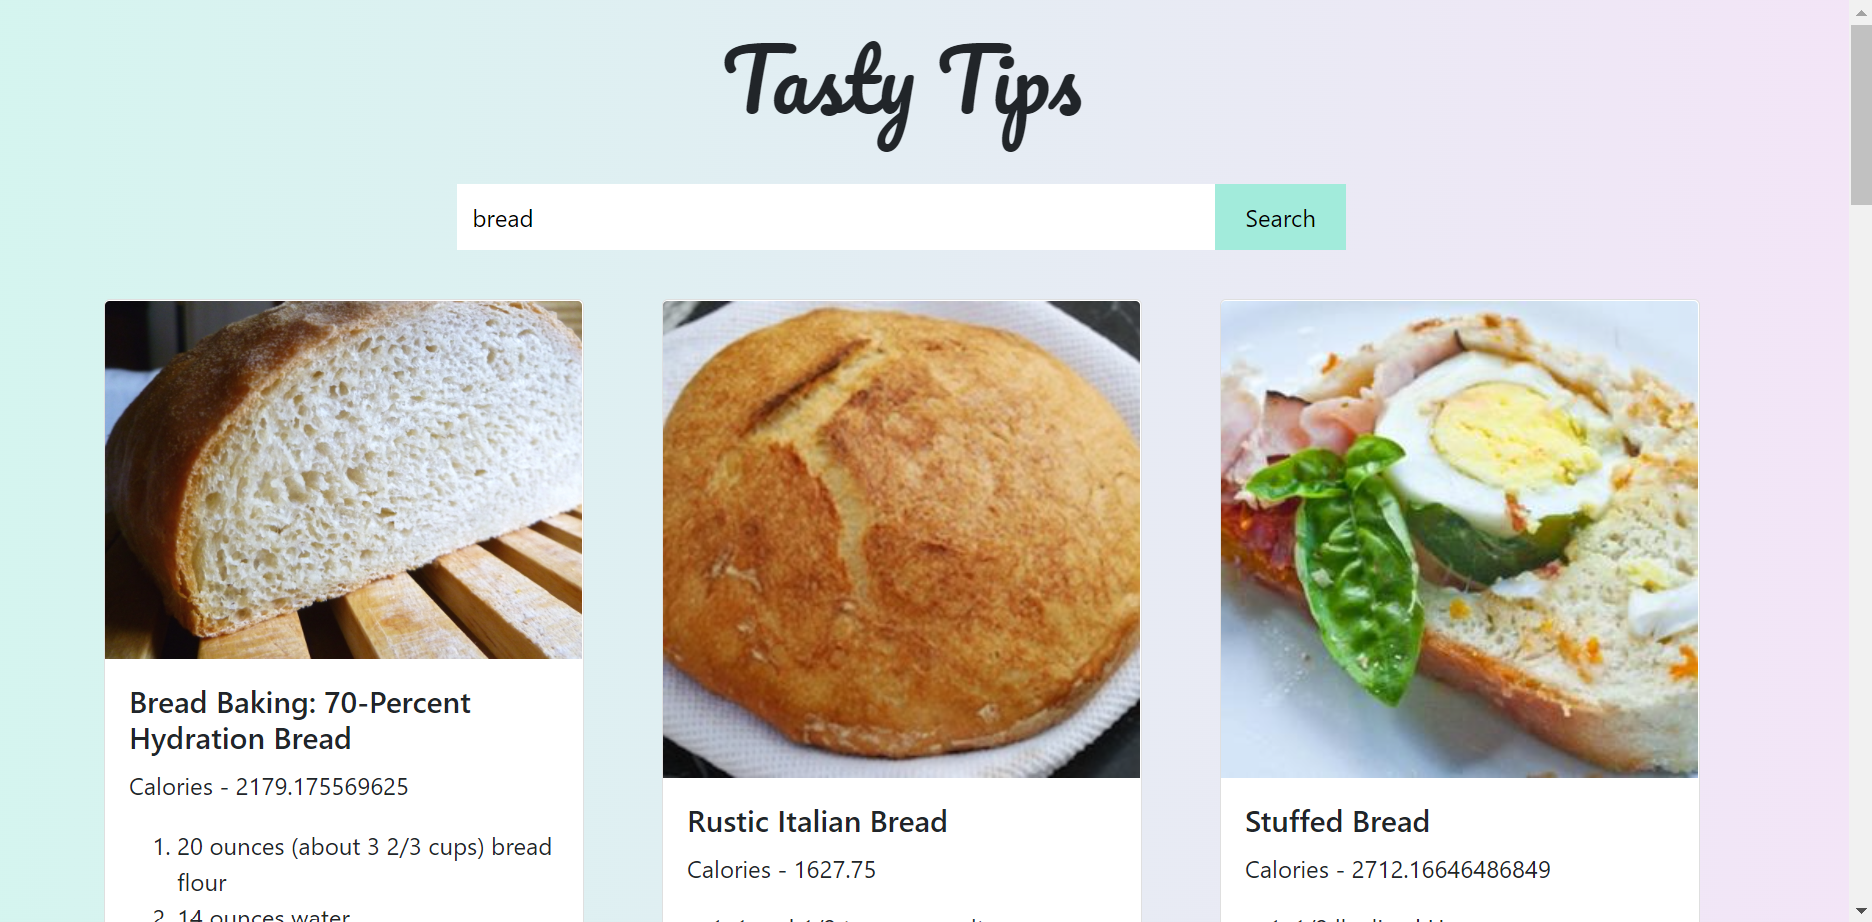 Tasty Tips
bread
Search
Bread Baking: 70-Percent
Hydration Bread
Calories - 2179.175569625
1. 20 ounces (about 3 2/3 cups) bread
flour
2. 14 ounces water
Rustic Italian Bread
Calories - 1627.75
Stuffed Bread
Calories - 2712.16646486849